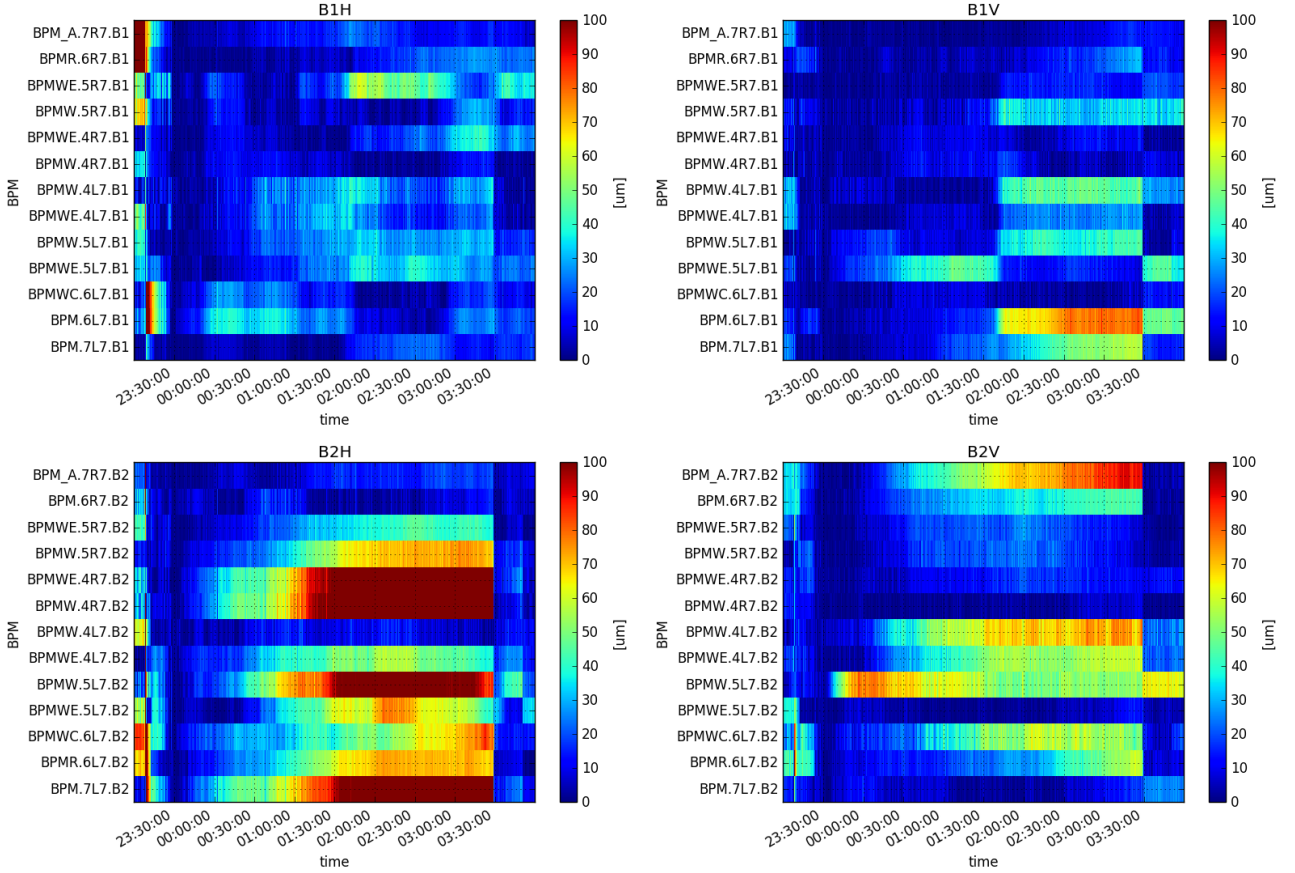 B1H
BPM_A.7R7.B1
BPMR.6R7.B1
BPMWE.5R7.B1
BPMW.5R7.B1
BPMWE.4R7.B1
BPMW.4R7.B1
BPMW.4L7.B1
BPMWE.4L7.B1
BPMW.5L7.B1
BPMWE.5L7.B1
BPMWC.6L7.B1
BPM.6L7.B1
BPM.7L7.B1
BPM
23:30:00 00:00:00 00:30:00 01:00:00 01:30:00 02:00:00 02:30:00 03:00:00 03:30:00
time
100
90
80
70
60
50
40
30
20
10
0
[um]
B1V
BPM_A.7R7.B1
BPMR.6R7.B1
BPMWE.5R7.B1
BPMW.5R7.B1
BPMWE.4R7.B1
BPMW.4R7.B1
BPMW.4L7.B1
BPMWE.4L7.B1
BPMW.5L7.B1
BPMWE.5L7.B1
BPMWC.6L7.B1
BPM.6L7.B1
BPM.7L7.B1
BPM
23:30:00 00:00:00 00:30:00 01:00:00 01:30:00 02:00:00 02:30:00 03:00:00 03:30:00
time
100
90
80
70
60
50
40
30
20
10
0
[um]
B2H
BPM_A.7R7.B2
BPM.6R7.B2
BPMWE.5R7.B2
BPMW.5R7.B2
BPMWE.4R7.B2
BPMW.4R7.B2
BPMW.4L7.B2
BPMWE.4L7.B2
BPMW.5L7.B2
BPMWE.5L7.B2
BPMWC.6L7.B2
BPMR.6L7.B2
BPM.7L7.B2
BPM
23:30:00 00:00:00 00:30:00 01:00:00 01:30:00 02:00:00 02:30:00 03:00:00 03:30:00
time
100
90
80
70
60
50
40
30
20
10
0
[um]
B2V
BPM_A.7R7.B2
BPM.6R7.B2
BPMWE.5R7.B2
BPMW.5R7.B2
BPMWE.4R7.B2
BPMW.4R7.B2
BPMW.4L7.B2
BPMWE.4L7.B2
BPMW.5L7.B2
BPMWE.5L7.B2
BPMWC.6L7.B2
BPMR.6L7.B2
BPM.7L7.B2
BPM
23:30:00 00:00:00 00:30:00 01:00:00 01:30:00 02:00:00 02:30:00 03:00:00 03:30:00
time
100
90
80
70
60
50
40
30
20
10
0
[um]